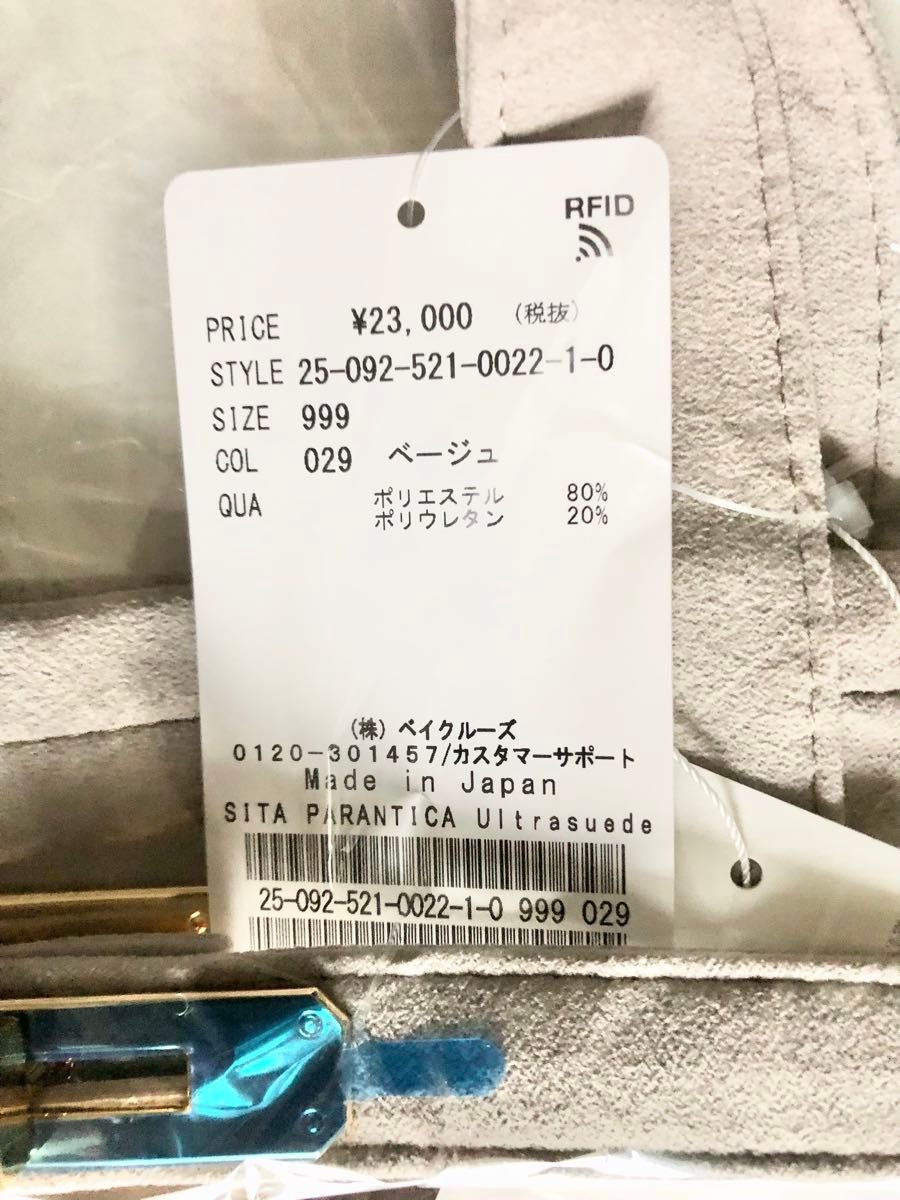 RFID
PRICE ¥23,000 (税抜)
STYLE 25-092-521-0022-1-0
SIZE 999
COL 029 ベージュ
QUA ポリエステル 80%
ポリウレタン 20%
(株) ベイクルーズ
0120-301457/カスタマーサポート
Made in Japan
SITA PARANTICA Ultrasuede
25-092-521-0022-1-0 999 029